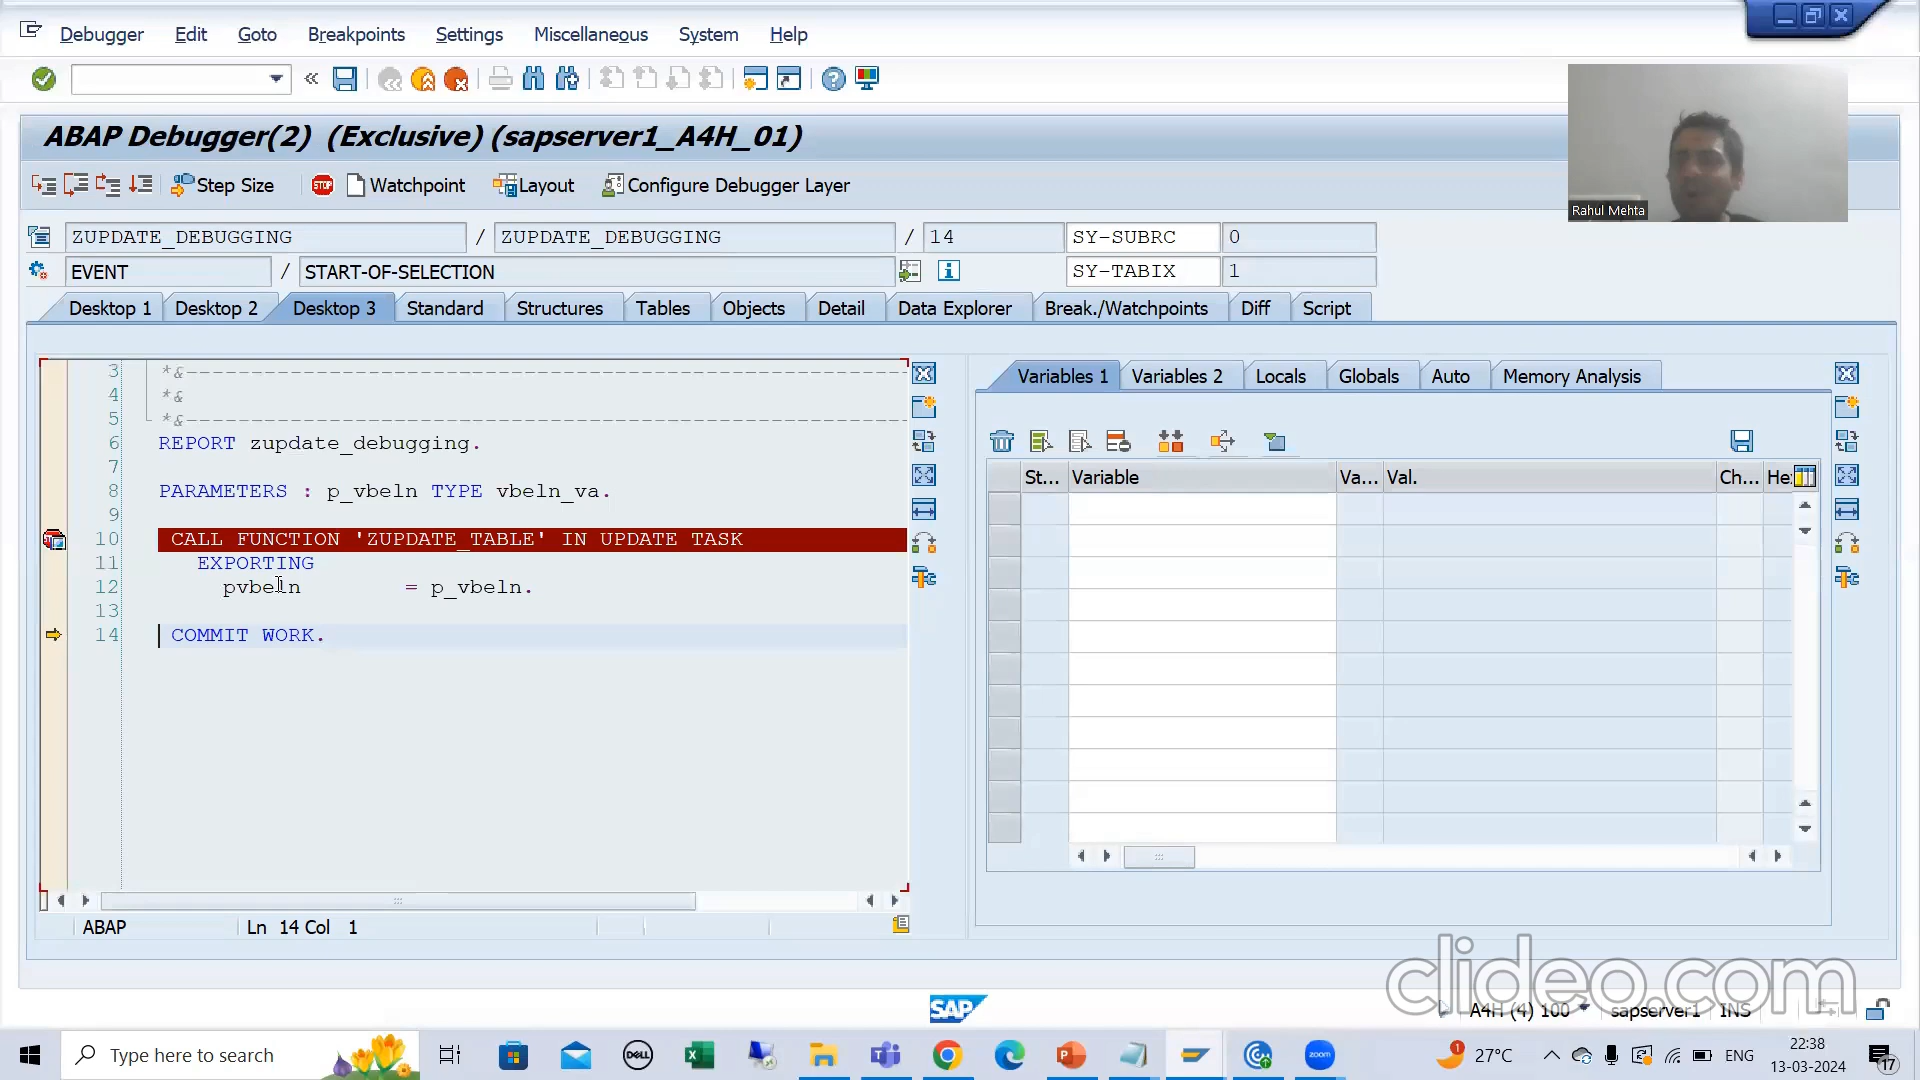 Debugger Edit Goto Breakpoints Settings Miscellaneous System Help
ABAP Debugger(2) (Exclusive) (sapserver1_A4H_01)
Step Size STOP Watchpoint Layout Configure Debugger Layer
Rahul Mehta
ZUPDATE_DEBUGGING / ZUPDATE_DEBUGGING / 14 SY-SUBRC 0
EVENT / START-OF-SELECTION SY-TABIX 1
Desktop 1 Desktop 2 Desktop 3 Standard Structures Tables Objects Detail Data Explorer Break./Watchpoints Diff Script
Variables 1 Variables 2 Locals Globals Auto Memory Analysis
St... Variable Va... Val. Ch... Hex
3 *&----------------------------------------------------------
4 *&
5 *&----------------------------------------------------------
6 REPORT zupdate_debugging.
7
8 PARAMETERS : p_vbeln TYPE vbeln_va.
9
10 CALL FUNCTION 'ZUPDATE_TABLE' IN UPDATE TASK
11 EXPORTING
12 pvbeln = p_vbeln.
13
14 COMMIT WORK.
ABAP Ln 14 Col 1
clideo.com
SAP A4H (4) 100 sapserver1 INS
Type here to search DELL zoom 1 27°C ENG 22:38 13-03-2024 17